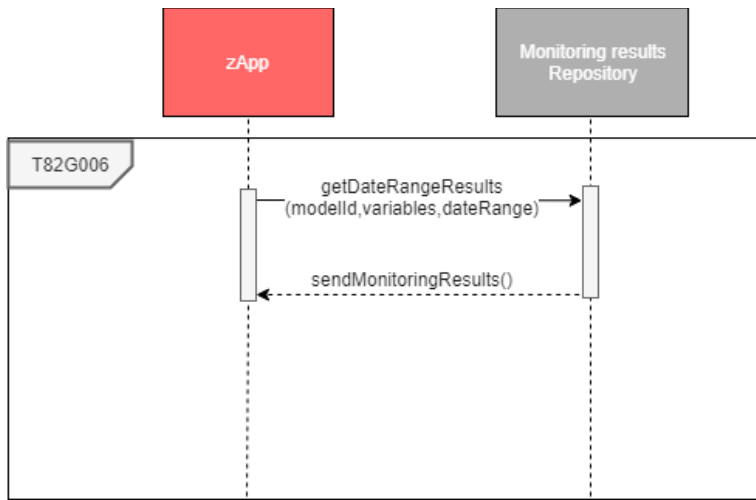 zApp
Monitoring results
Repository
T82G006
getDateRangeResults
(modelId,variables,dateRange)
sendMonitoringResults()